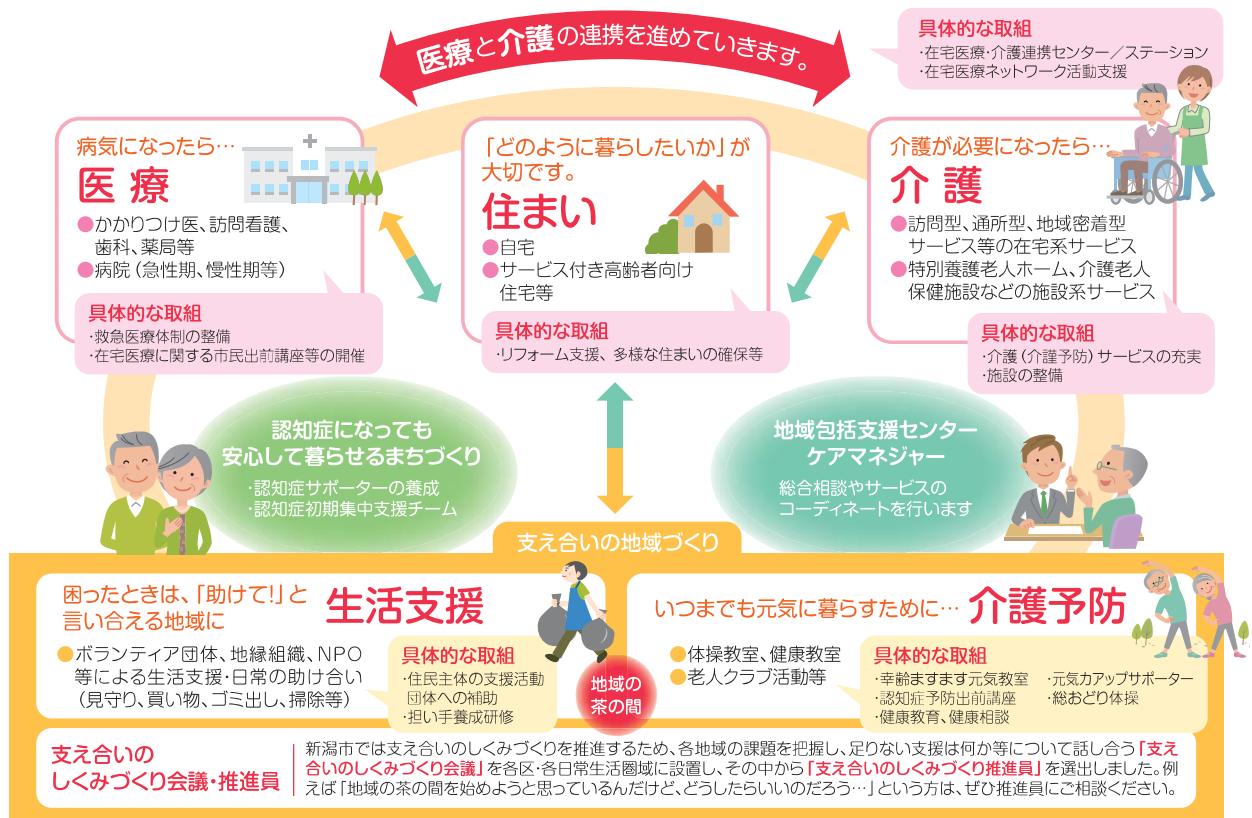 医療と介護の連携を進めていきます。
具体的な取組
・在宅医療・介護連携センター／ステーション
・在宅医療ネットワーク活動支援
病気になったら…
医療
●かかりつけ医、訪問看護、
歯科、薬局等
●病院（急性期、慢性期等）
具体的な取組
・救急医療体制の整備
・在宅医療に関する市民出前講座等の開催
「どのように暮らしたいか」が
大切です。
住まい
●自宅
●サービス付き高齢者向け
住宅等
具体的な取組
・リフォーム支援、多様な住まいの確保等
介護が必要になったら…
介護
●訪問型、通所型、地域密着型
サービス等の在宅系サービス
●特別養護老人ホーム、介護老人
保健施設などの施設系サービス
具体的な取組
・介護（介護予防）サービスの充実
・施設の整備
認知症になっても
安心して暮らせるまちづくり
・認知症サポーターの養成
・認知症初期集中支援チーム
地域包括支援センター
ケアマネジャー
総合相談やサービスの
コーディネートを行います
支え合いの地域づくり
困ったときは、「助けて!」と
言い合える地域に
生活支援
●ボランティア団体、地縁組織、NPO
等による生活支援・日常の助け合い
（見守り、買い物、ゴミ出し、掃除等）
具体的な取組
・住民主体の支援活動
団体への補助
・担い手養成研修
地域の
茶の間
いつまでも元気に暮らすために…
介護予防
●体操教室、健康教室
●老人クラブ活動等
具体的な取組
・幸齢ますます元気教室
・認知症予防出前講座
・健康教育、健康相談
・元気力アップサポーター
・総おどり体操
支え合いの
しくみづくり会議・推進員
新潟市では支え合いのしくみづくりを推進するため、各地域の課題を把握し、足りない支援は何か等について話し合う「支え
合いのしくみづくり会議」を各区・各日常生活圏域に設置し、その中から「支え合いのしくみづくり推進員」を選出しました。例
えば「地域の茶の間を始めようと思っているんだけど、どうしたらいいのだろう…」という方は、ぜひ推進員にご相談ください。